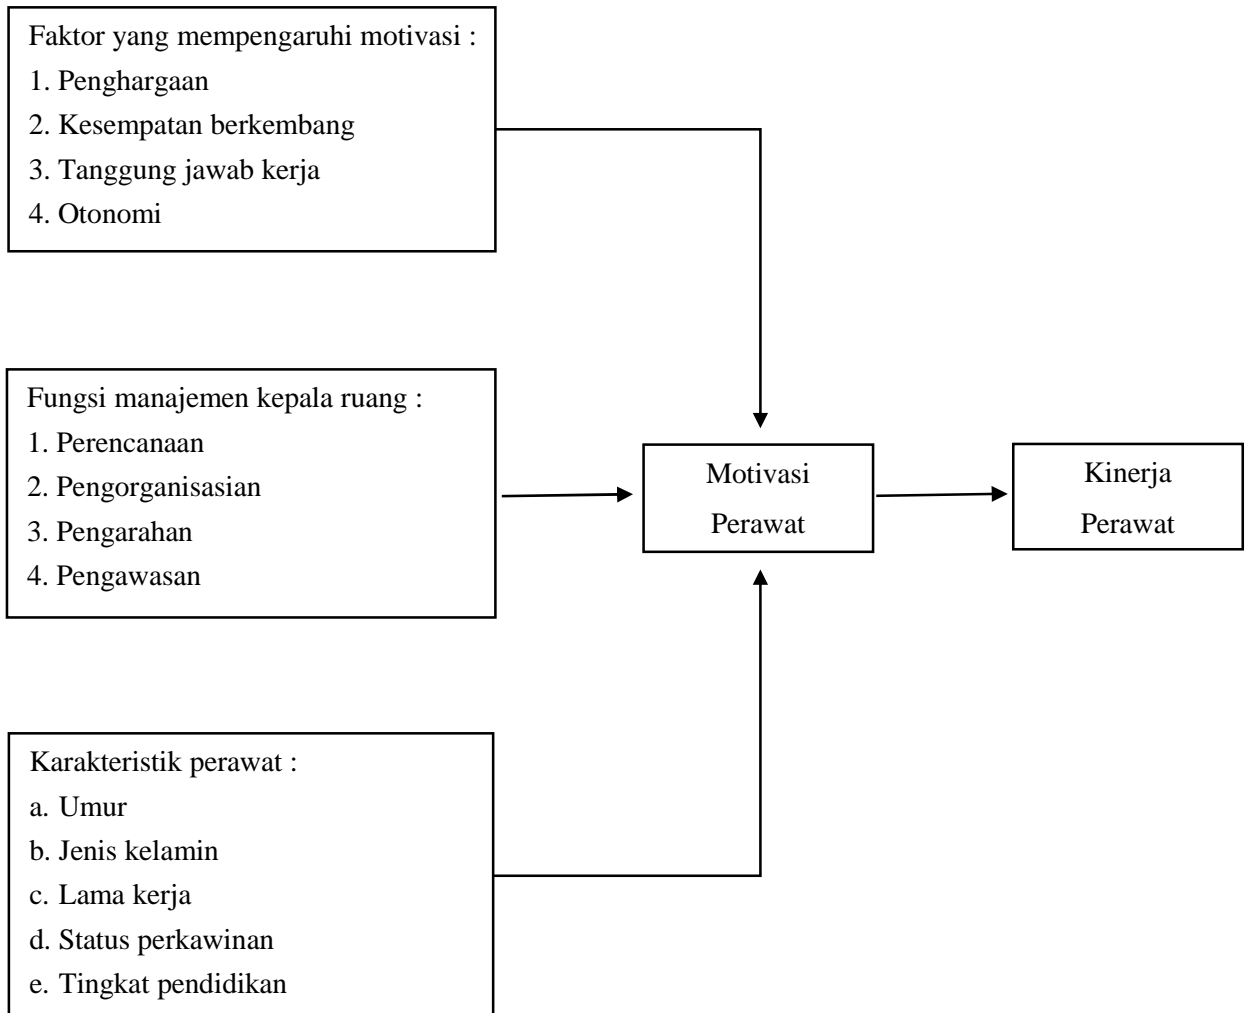 Faktor yang mempengaruhi motivasi :
1. Penghargaan
2. Kesempatan berkembang
3. Tanggung jawab kerja
4. Otonomi
Fungsi manajemen kepala ruang :
1. Perencanaan
2. Pengorganisasian
3. Pengarahan
4. Pengawasan
Motivasi
Perawat
Kinerja
Perawat
Karakteristik perawat :
a. Umur
b. Jenis kelamin
c. Lama kerja
d. Status perkawinan
e. Tingkat pendidikan